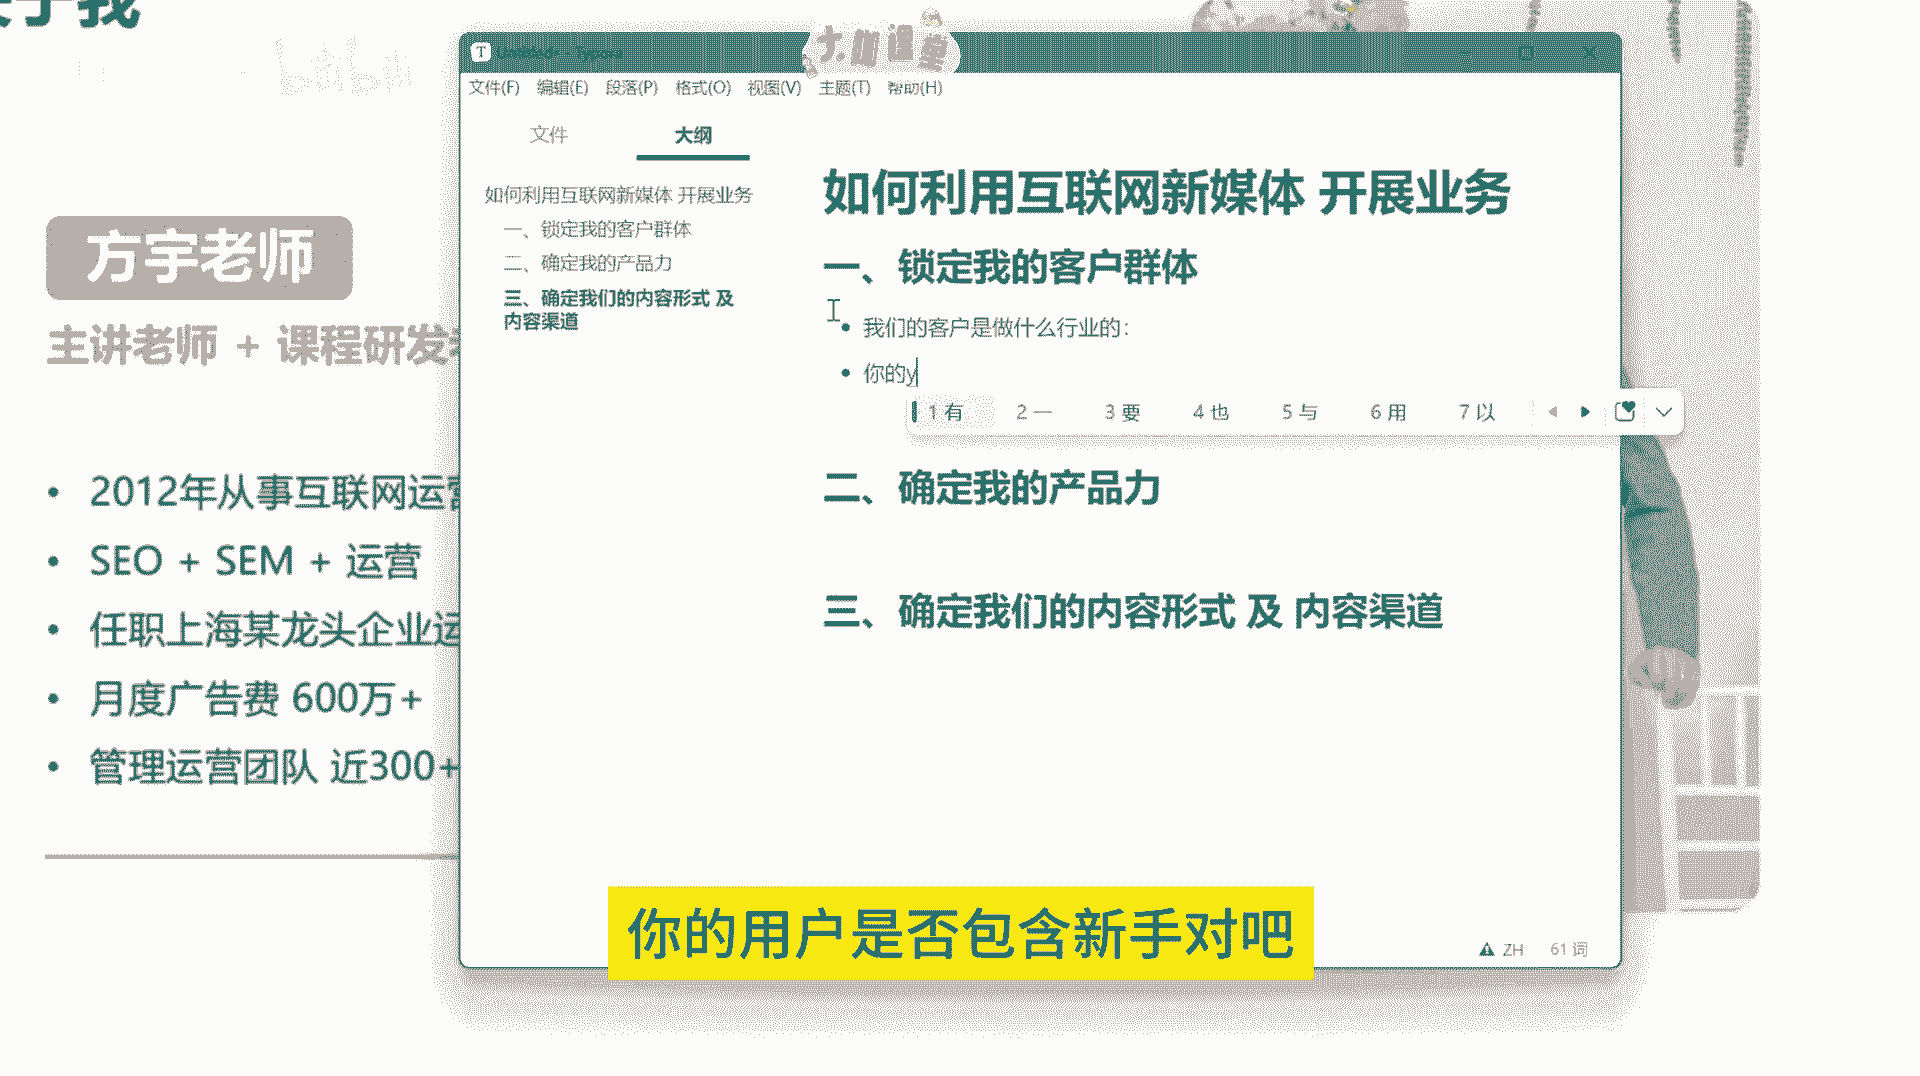 关于我
大咖课堂
bilibili
方宇老师
主讲老师 + 课程研发
2012年从事互联网运营
SEO + SEM + 运营
任职上海某龙头企业运
月度广告费 600万+
管理运营团队 近300+
T Untitled • - Typora
文件(F) 编辑(E) 段落(P) 格式(O) 视图(V) 主题(T) 帮助(H)
文件 大纲
如何利用互联网新媒体 开展业务
一、锁定我的客户群体
二、确定我的产品力
三、确定我们的内容形式 及
内容渠道
如何利用互联网新媒体 开展业务
一、锁定我的客户群体
我们的客户是做什么行业的：
你的y
1 有 2 一 3 要 4 也 5 与 6 用 7 以
二、确定我的产品力
三、确定我们的内容形式 及 内容渠道
ZH 61 词
你的用户是否包含新手对吧